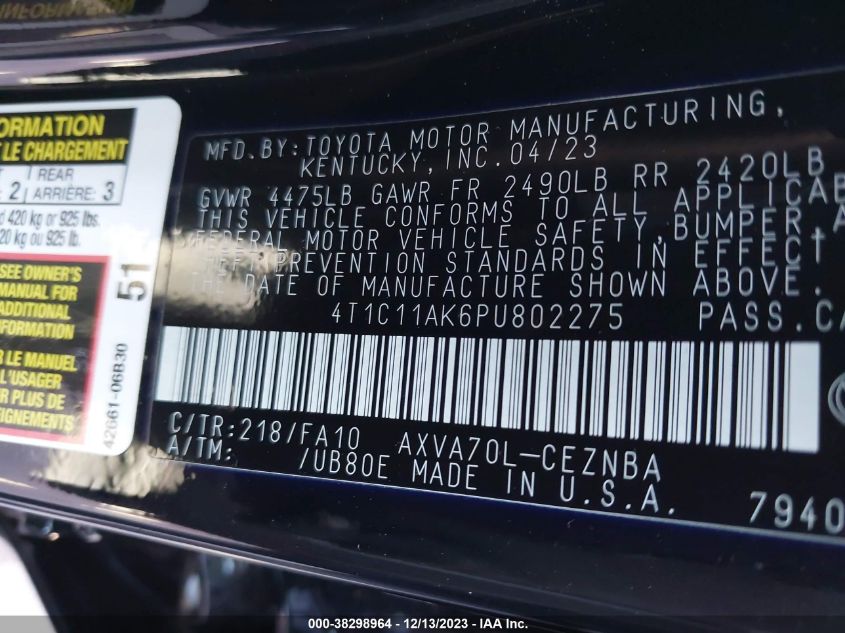 ORMATION
T LE CHARGEMENT
REAR
2 ARRIÈRE: 3
420 kg or 925 lbs.
20 kg ou 925 lb.
SEE OWNER'S
MANUAL FOR
ADDITIONAL
INFORMATION
R LE MANUEL
L'USAGER
R PLUS DE
EIGNEMENTS
51
42661-06B30
MFD.BY:TOYOTA MOTOR MANUFACTURING,
KENTUCKY,INC.04/23
GVWR 4475LB GAWR FR 2490LB RR 2420LB
THIS VEHICLE CONFORMS TO ALL APPLICAB
FEDERAL MOTOR VEHICLE SAFETY,BUMPER,A
THEFT PREVENTION STANDARDS IN EFFECT
THE DATE OF MANUFACTURE SHOWN ABOVE.
4T1C11AK6PU802275 PASS.CA
C/TR:218/FA10 AXVA70L-CEZNBA
A/TM: /UB80E MADE IN U.S.A.
7940
000-38298964 - 12/13/2023 - IAA Inc.